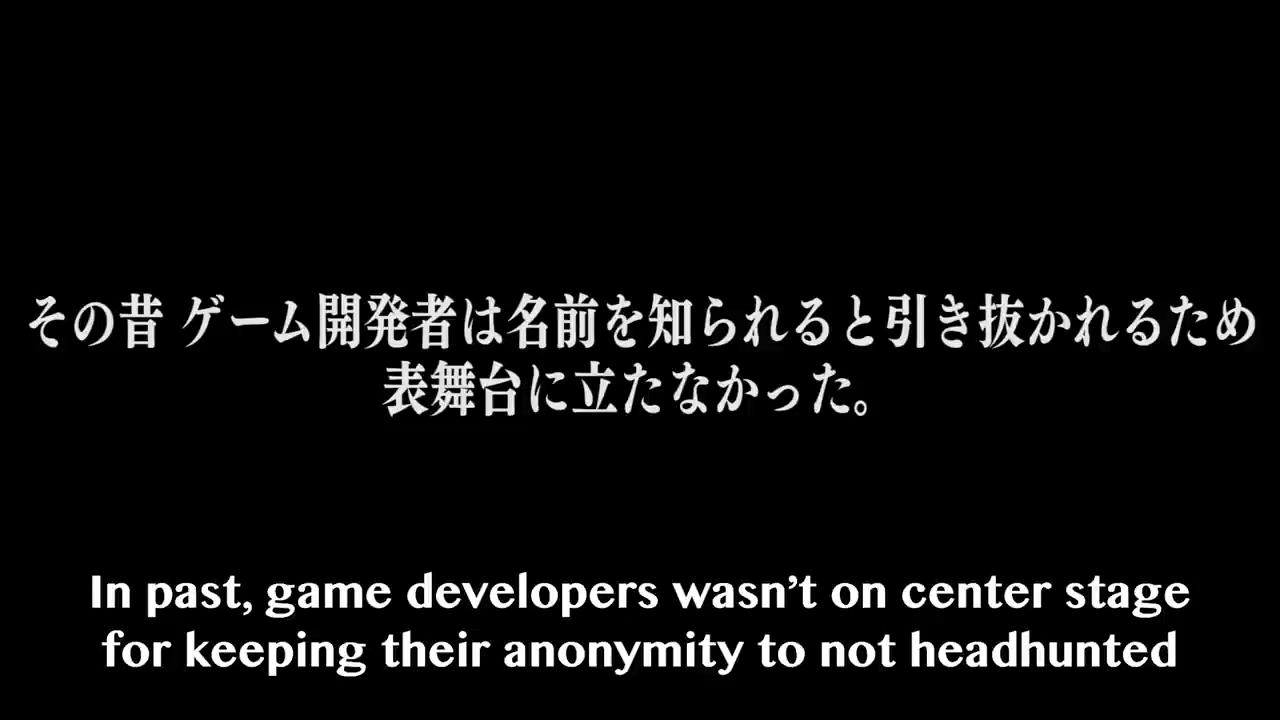 その昔 ゲーム開発者は名前を知られると引き抜かれるため
表舞台に立たなかった。
In past, game developers wasn’t on center stage
for keeping their anonymity to not headhunted